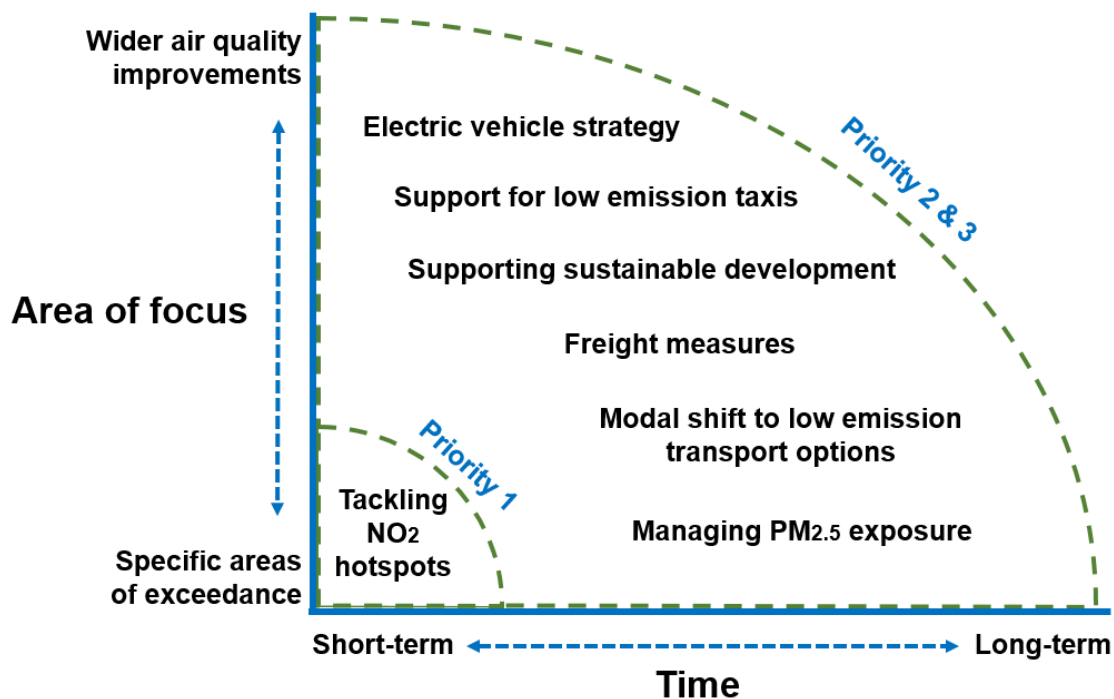 Wider air quality
improvements
Electric vehicle strategy
Priority 2 & 3
Support for low emission taxis
Supporting sustainable development
Area of focus
Freight measures
Modal shift to low emission
transport options
Priority 1
Tackling
NO2
hotspots
Managing PM2.5 exposure
Specific areas
of exceedance
Short-term
Long-term
Time